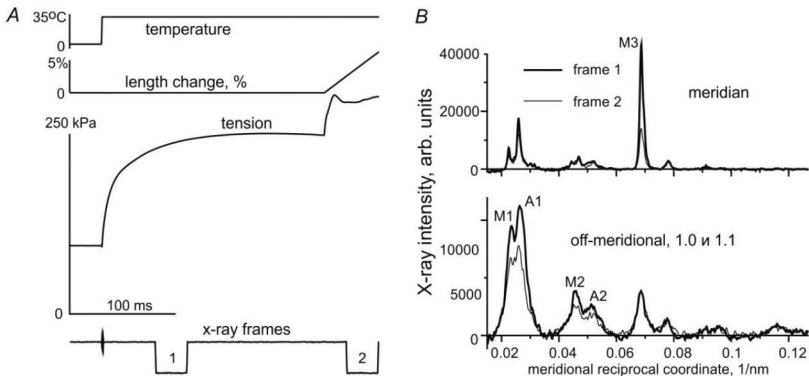 A
35ºC
temperature
0
5%
length change, %
0
250 kPa
tension
0
100 ms
x-ray frames
1
2
B
40000
M3
frame 1
frame 2
meridian
20000
0
X-ray intensity, arb. units
A1
M1
off-meridional, 1.0 и 1.1
10000
M2
A2
5000
0
0.02 0.04 0.06 0.08 0.1 0.12
meridional reciprocal coordinate, 1/nm